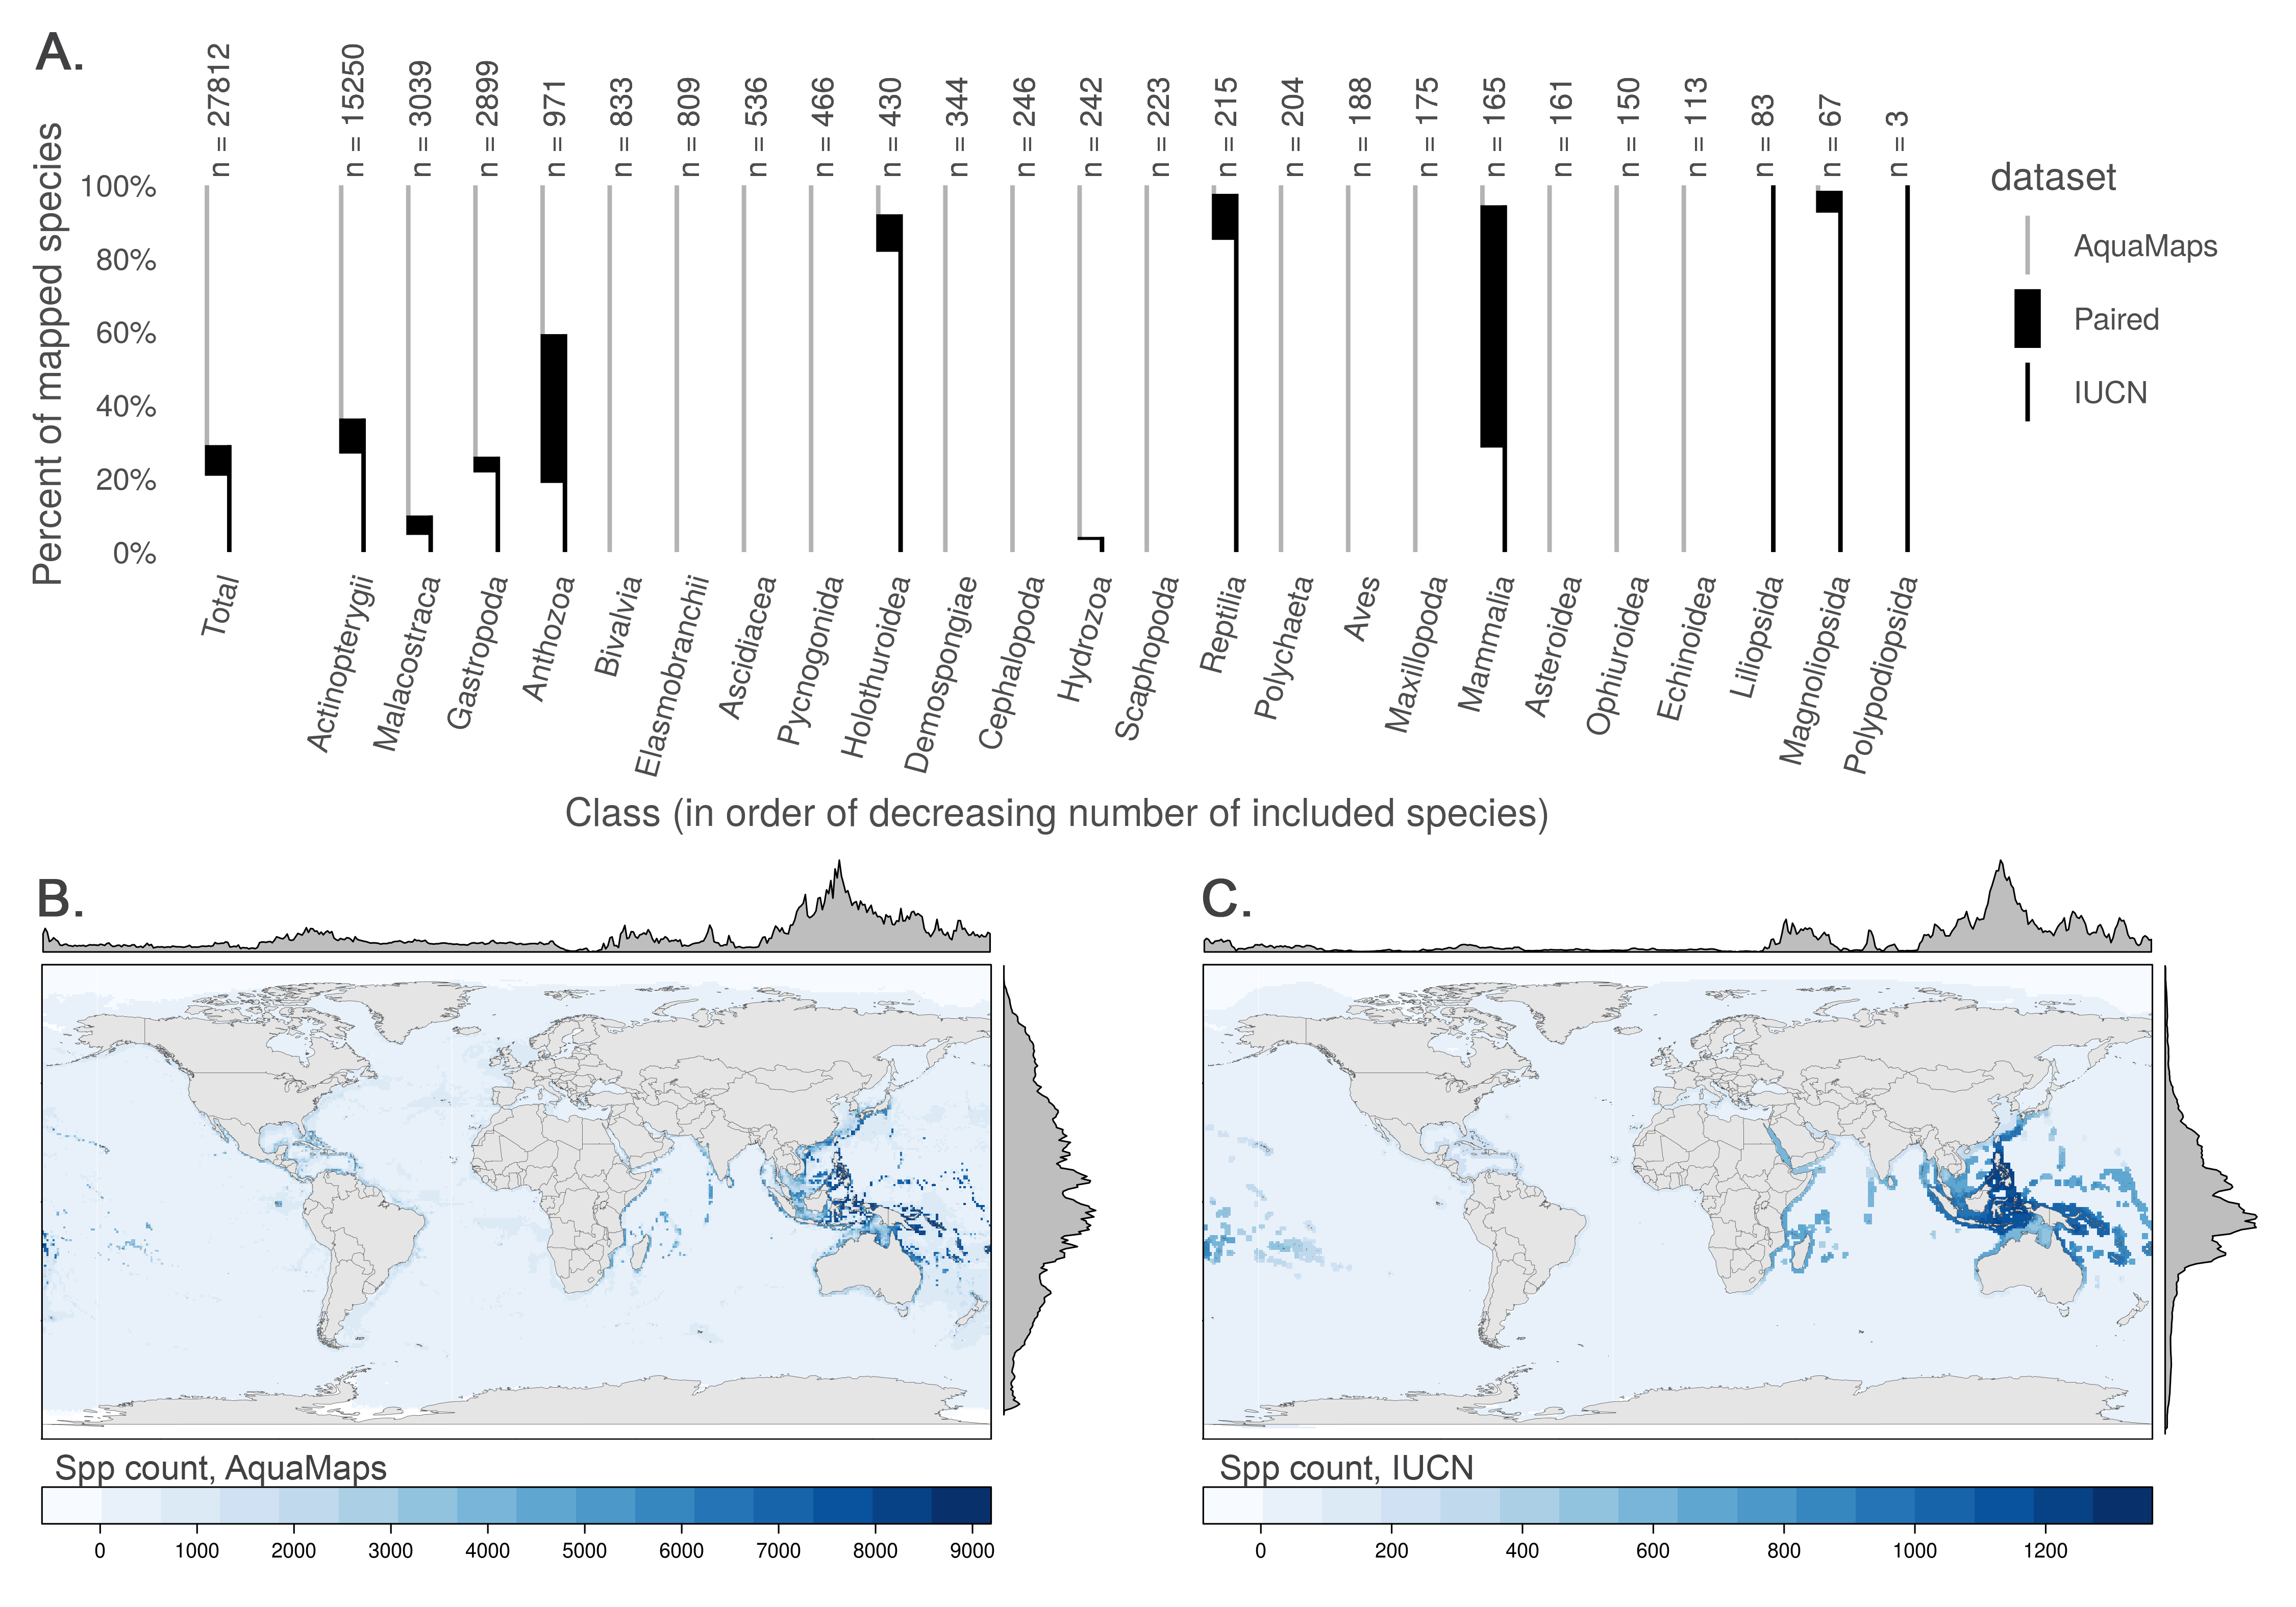 A.
n = 27812
n = 15250
n = 3039
n = 2899
n = 971
n = 833
n = 809
n = 536
n = 466
n = 430
n = 344
n = 246
n = 242
n = 223
n = 215
n = 204
n = 188
n = 175
n = 165
n = 161
n = 150
n = 113
n = 83
n = 67
n = 3
Percent of mapped species
100%
80%
60%
40%
20%
0%
dataset
AquaMaps
Paired
IUCN
Total
Actinopterygii
Malacostraca
Gastropoda
Anthozoa
Bivalvia
Elasmobranchii
Ascidiacea
Pycnogonida
Holothuroidea
Demospongiae
Cephalopoda
Hydrozoa
Scaphopoda
Reptilia
Polychaeta
Aves
Maxillopoda
Mammalia
Asteroidea
Ophiuroidea
Echinoidea
Liliopsida
Magnoliopsida
Polypodiopsida
Class (in order of decreasing number of included species)
B.
Spp count, AquaMaps
0 1000 2000 3000 4000 5000 6000 7000 8000 9000
C.
Spp count, IUCN
0 200 400 600 800 1000 1200